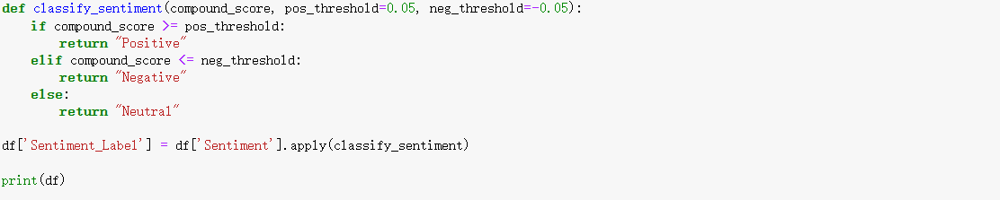 def classify_sentiment(compound_score, pos_threshold=0.05, neg_threshold=-0.05):
    if compound_score >= pos_threshold:
        return "Positive"
    elif compound_score <= neg_threshold:
        return "Negative"
    else:
        return "Neutral"

df['Sentiment_Label'] = df['Sentiment'].apply(classify_sentiment)

print(df)